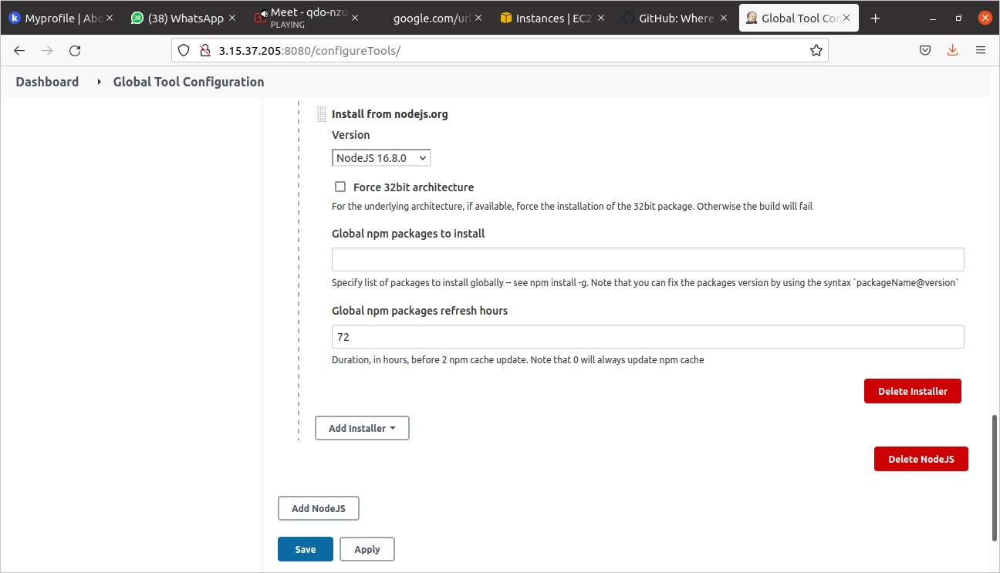 Myprofile | Abo
38
(38) WhatsApp
Meet - qdo-nzu
PLAYING
google.com/url
Instances | EC2
GitHub: Where
Global Tool Con
3.15.37.205:8080/configureTools/
Dashboard
Global Tool Configuration
Install from nodejs.org
Version
NodeJS 16.8.0
Force 32bit architecture
For the underlying architecture, if available, force the installation of the 32bit package. Otherwise the build will fail
Global npm packages to install
Specify list of packages to install globally -- see npm install -g. Note that you can fix the packages version by using the syntax `packageName@version`
Global npm packages refresh hours
72
Duration, in hours, before 2 npm cache update. Note that 0 will always update npm cache
Delete Installer
Add Installer
Delete NodeJS
Add NodeJS
Save
Apply